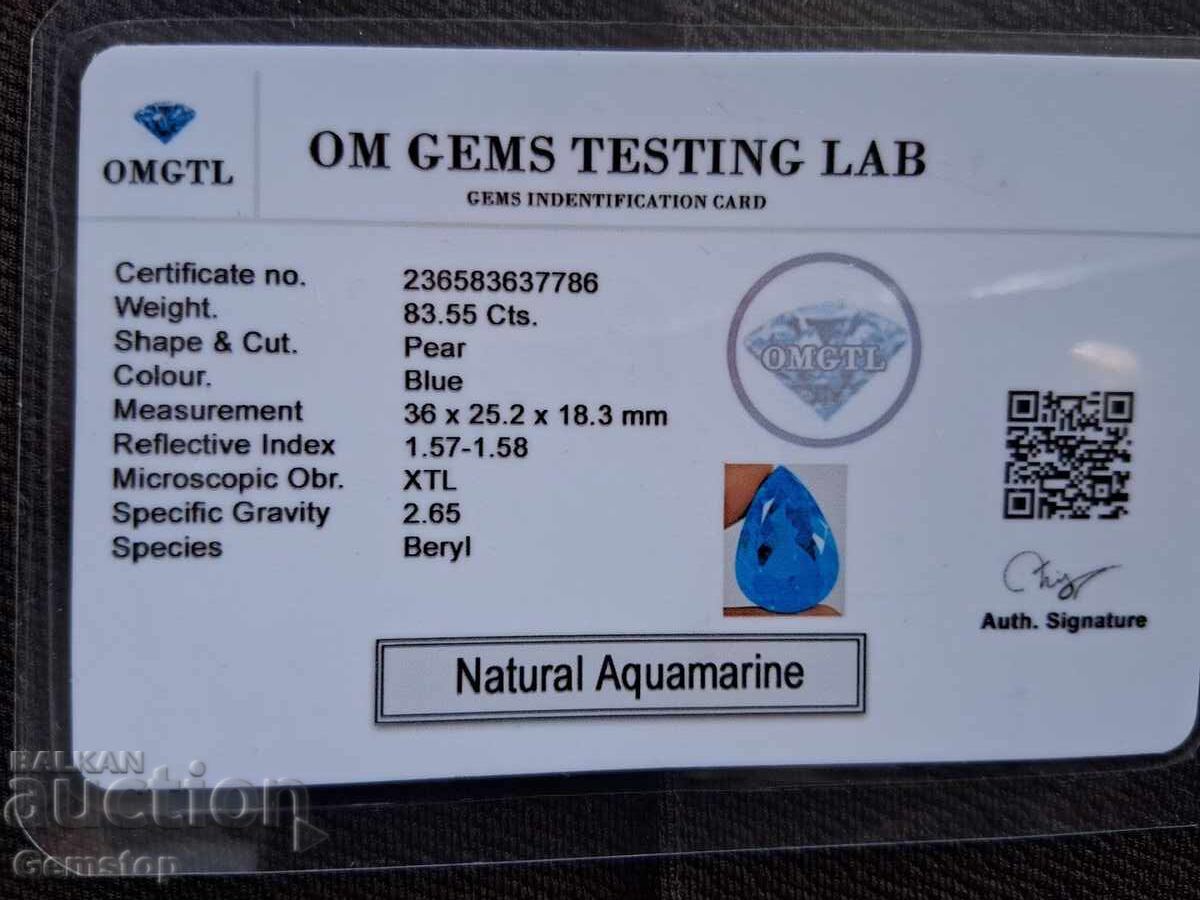 OMGTL
OM GEMS TESTING LAB
GEMS INDENTIFICATION CARD
Certificate no. 236583637786
Weight. 83.55 Cts.
Shape & Cut. Pear
Colour. Blue
Measurement 36 x 25.2 x 18.3 mm
Reflective Index 1.57-1.58
Microscopic Obr. XTL
Specific Gravity 2.65
Species Beryl
OMGTL
Auth. Signature
Natural Aquamarine
BALKAN
auction
Gemstop